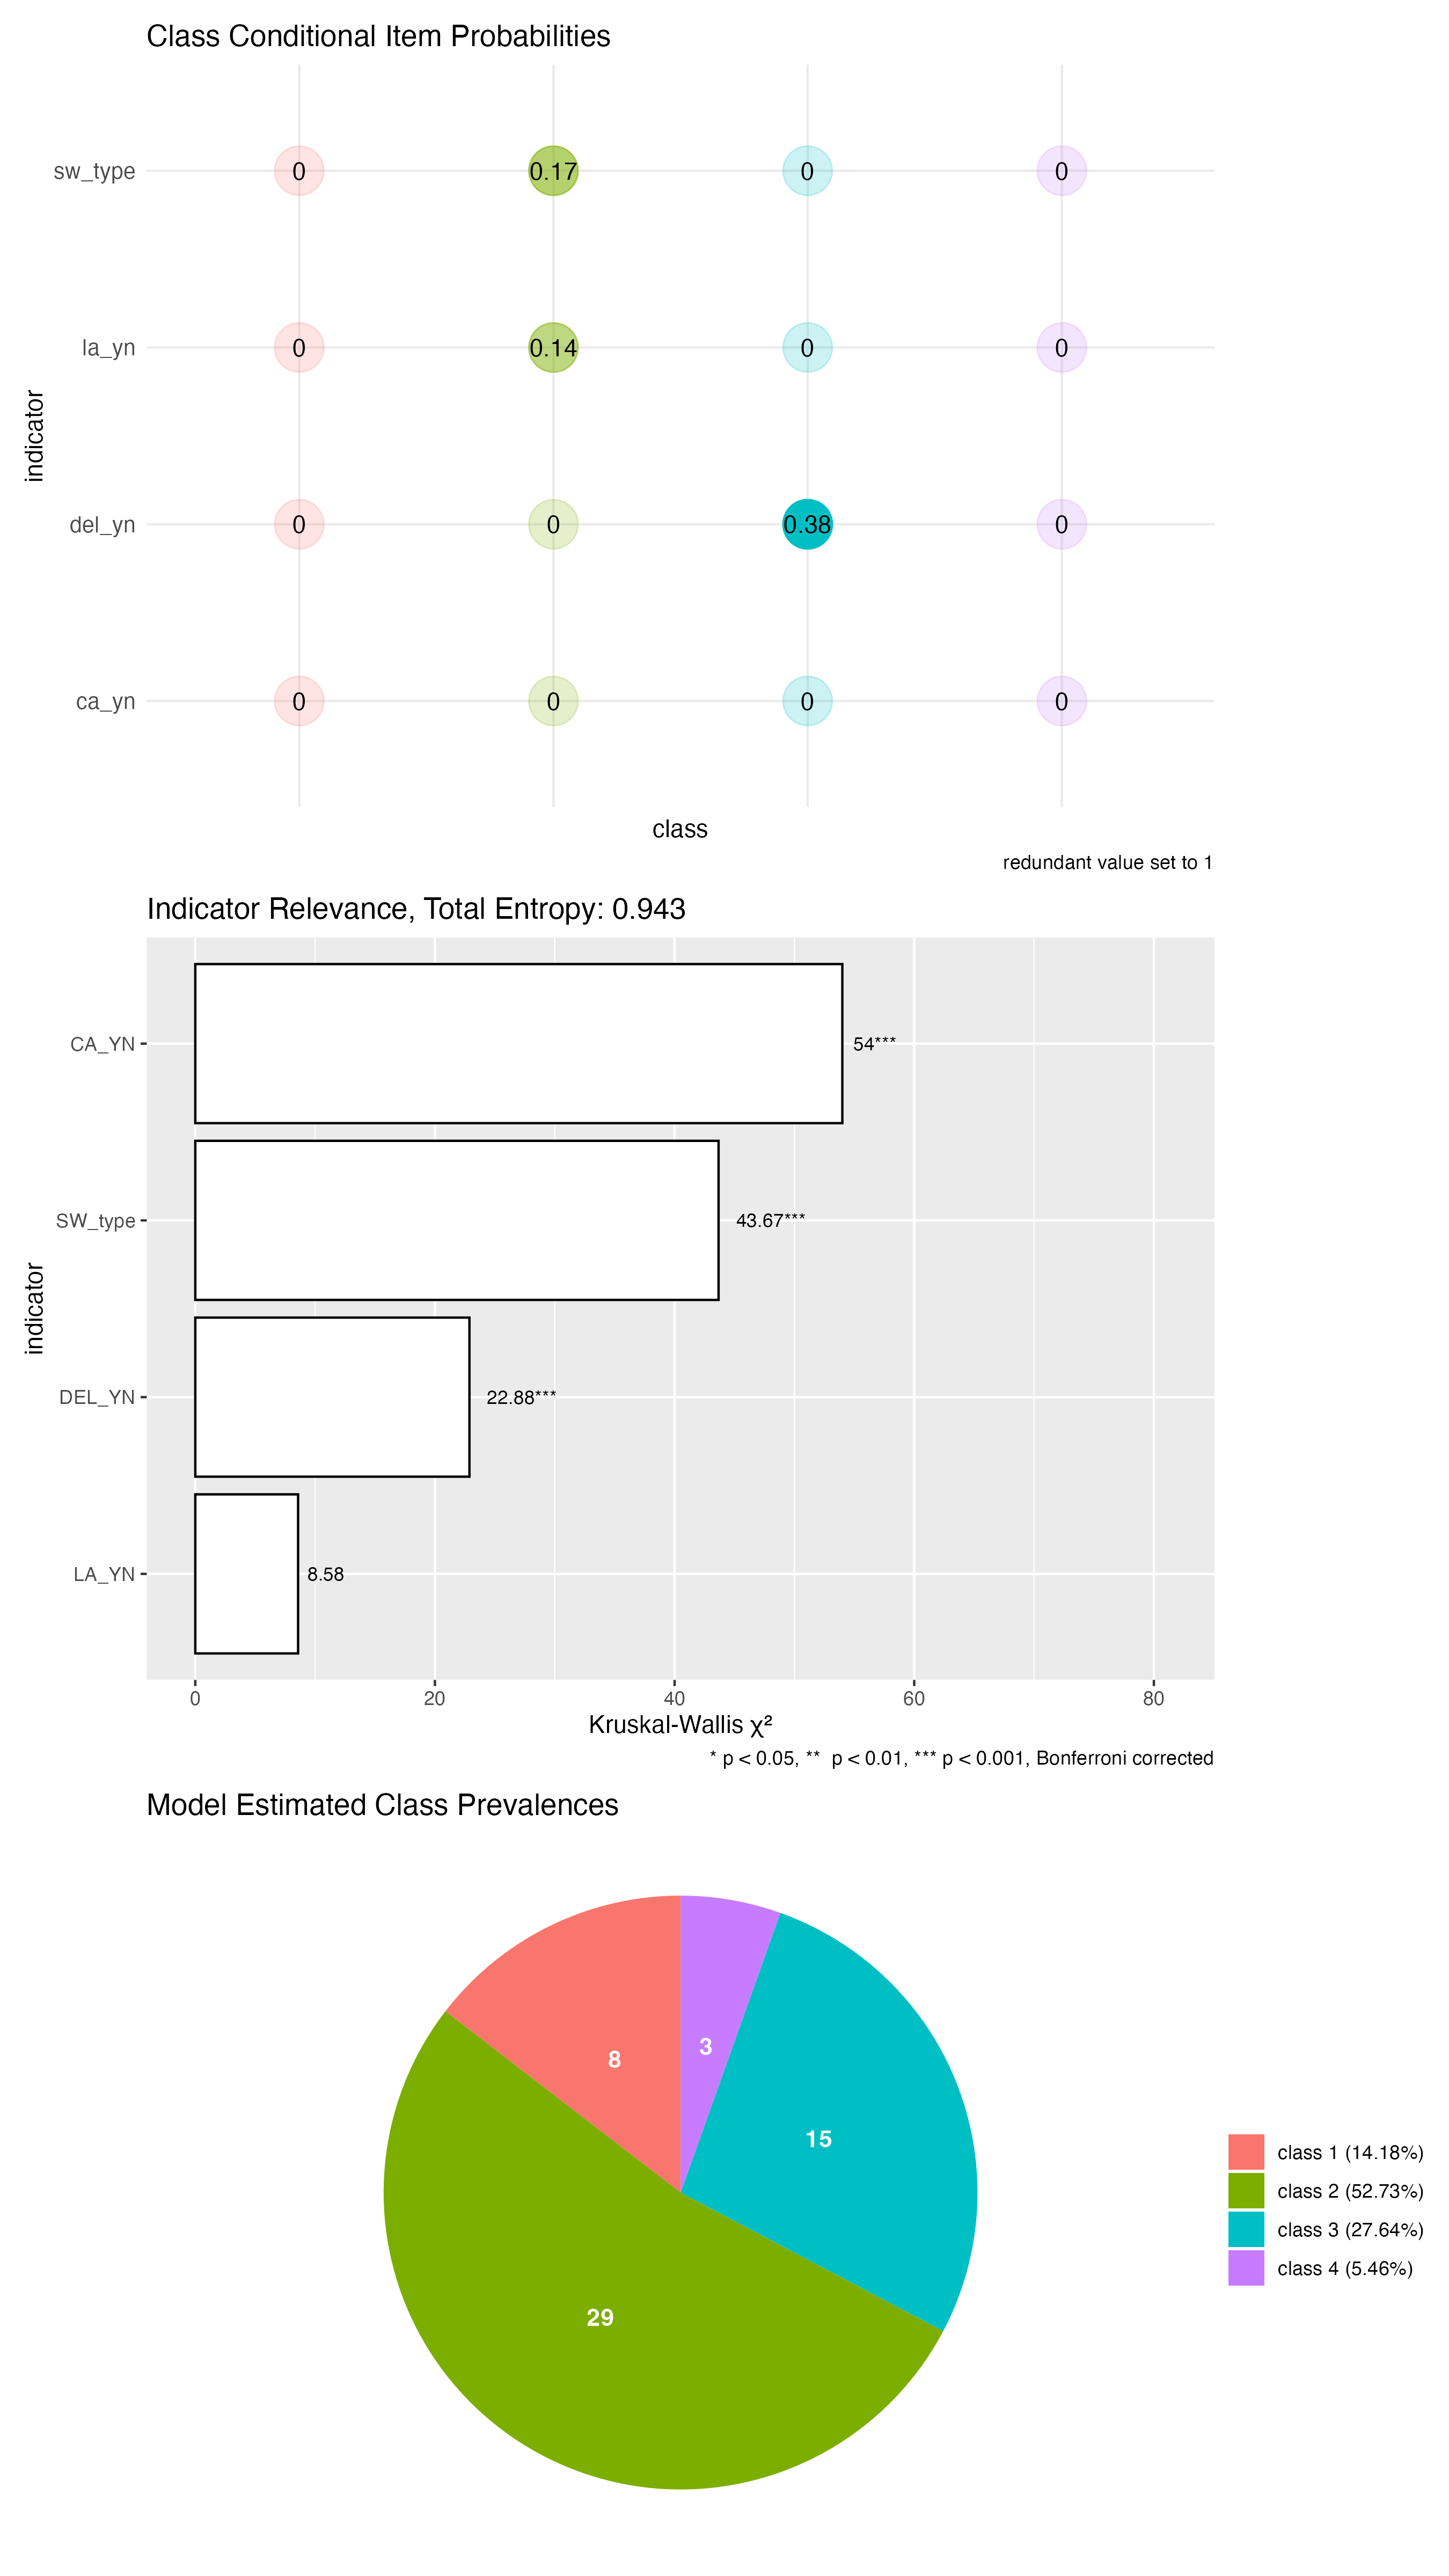 Class Conditional Item Probabilities
sw_type
0
0.17
0
0
la_yn
0
0.14
0
0
indicator
del_yn
0
0
0.38
0
ca_yn
0
0
0
0
class
redundant value set to 1
Indicator Relevance, Total Entropy: 0.943
CA_YN
54***
SW_type
43.67***
indicator
DEL_YN
22.88***
LA_YN
8.58
0 20 40 60 80
Kruskal-Wallis χ²
* p < 0.05, ** p < 0.01, *** p < 0.001, Bonferroni corrected
Model Estimated Class Prevalences
8
3
15
29
class 1 (14.18%)
class 2 (52.73%)
class 3 (27.64%)
class 4 (5.46%)